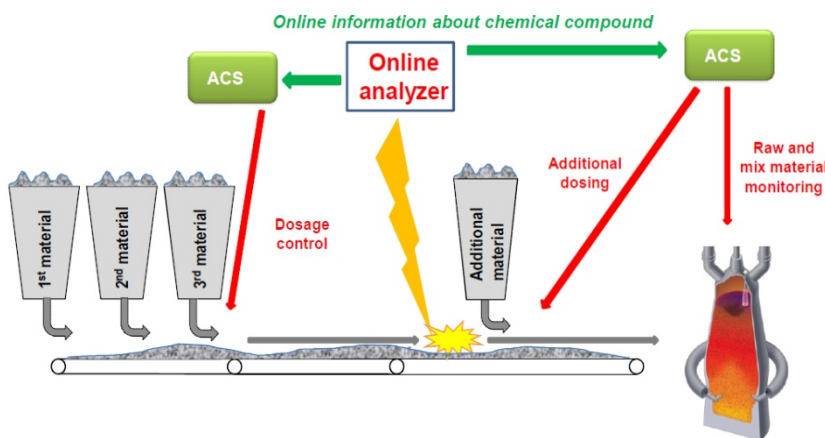 Online information about chemical compound
ACS
Online
analyzer
ACS
1st material
2nd material
3rd material
Dosage
control
Additional
material
Additional
dosing
Raw and
mix material
monitoring